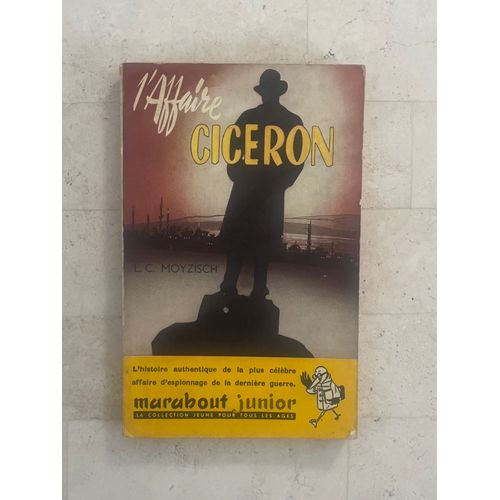 l'Affaire
CICERON
L. C. MOYZISCH
L'histoire authentique de la plus célèbre
affaire d'espionnage de la dernière guerre.
marabout junior
LA COLLECTION JEUNE POUR TOUS LES AGES